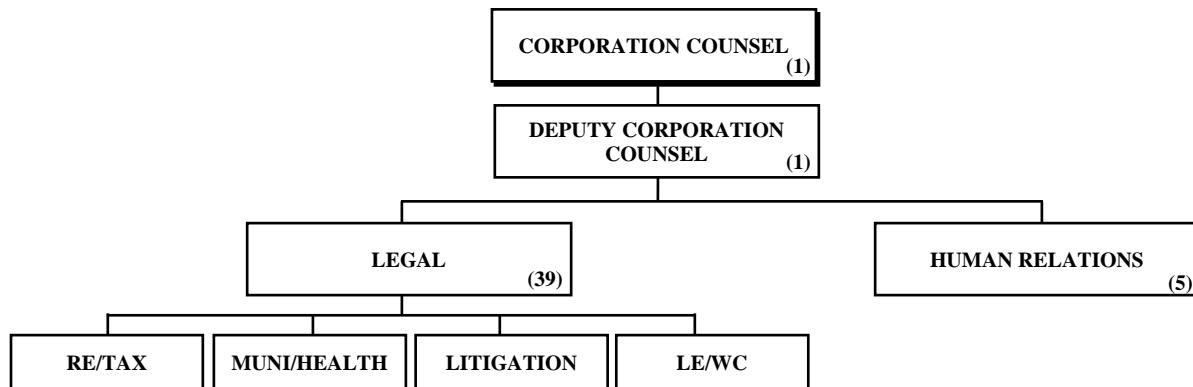 CORPORATION COUNSEL
(1)
DEPUTY CORPORATION
COUNSEL
(1)
LEGAL
(39)
HUMAN RELATIONS
(5)
RE/TAX
MUNI/HEALTH
LITIGATION
LE/WC